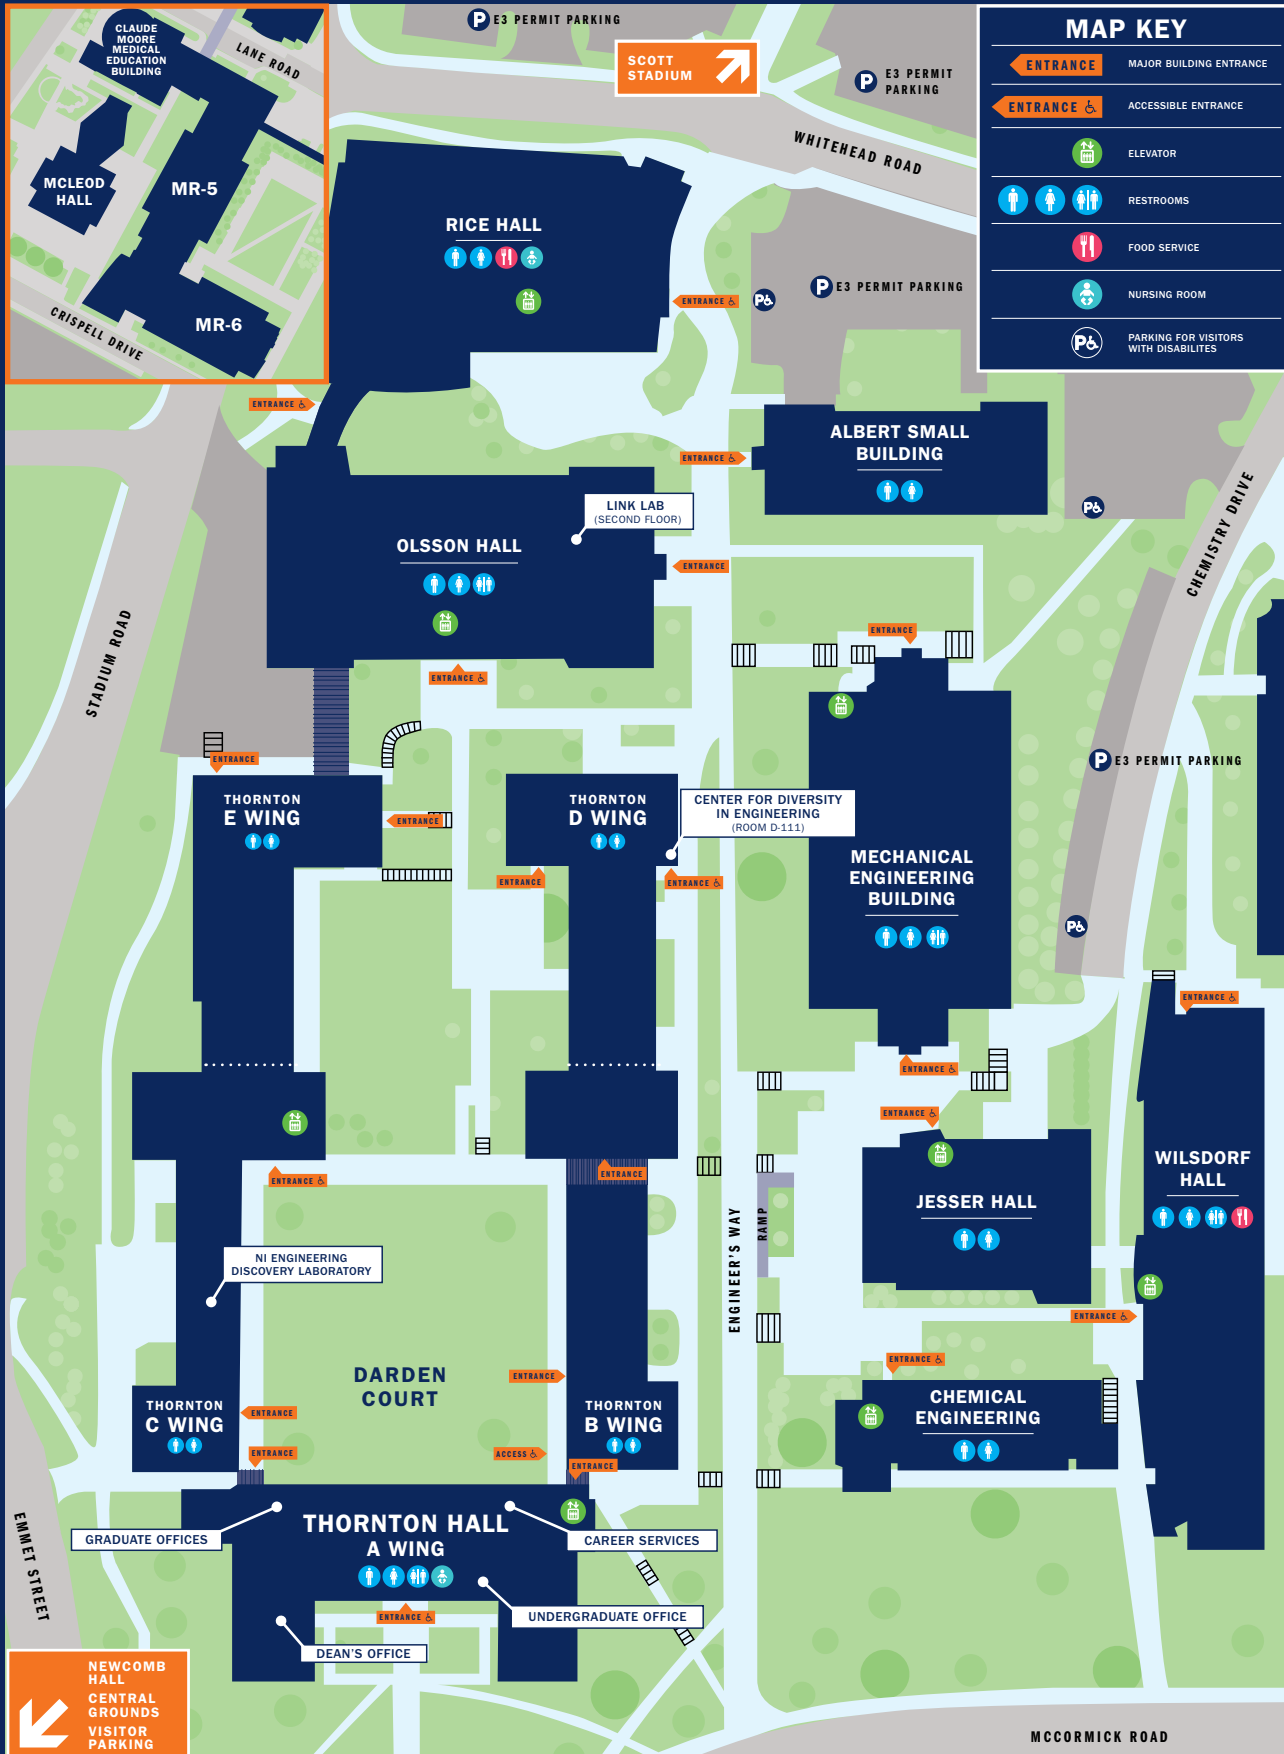 CLAUDE
MOORE
MEDICAL
EDUCATION
BUILDING
LANE ROAD
MCLEOD
HALL
MR-5
MR-6
CRISPELL DRIVE
P E3 PERMIT PARKING
SCOTT
STADIUM
P E3 PERMIT
PARKING
WHITEHEAD ROAD
MAP KEY
ENTRANCE MAJOR BUILDING ENTRANCE
ENTRANCE ACCESSIBLE ENTRANCE
ELEVATOR
RESTROOMS
FOOD SERVICE
NURSING ROOM
P PARKING FOR VISITORS
WITH DISABILITES
RICE HALL
ENTRANCE
P
P E3 PERMIT PARKING
ENTRANCE
ALBERT SMALL
BUILDING
ENTRANCE
LINK LAB
(SECOND FLOOR)
P
CHEMISTRY DRIVE
OLSSON HALL
ENTRANCE
STADIUM ROAD
ENTRANCE
ENTRANCE
ENTRANCE
P E3 PERMIT PARKING
THORNTON
E WING
ENTRANCE
THORNTON
D WING
CENTER FOR DIVERSITY
IN ENGINEERING
(ROOM D-111)
ENTRANCE
ENTRANCE
MECHANICAL
ENGINEERING
BUILDING
P
ENTRANCE
ENTRANCE
ENTRANCE
WILSDORF
HALL
ENTRANCE
ENTRANCE
JESSER HALL
RAMP
ENGINEER'S WAY
NI ENGINEERING
DISCOVERY LABORATORY
ENTRANCE
ENTRANCE
DARDEN
COURT
ENTRANCE
THORNTON
C WING
ENTRANCE
ENTRANCE
THORNTON
B WING
ACCESS
ENTRANCE
CHEMICAL
ENGINEERING
EMMET STREET
GRADUATE OFFICES
THORNTON HALL
A WING
CAREER SERVICES
ENTRANCE
UNDERGRADUATE OFFICE
DEAN'S OFFICE
NEWCOMB
HALL
CENTRAL
GROUNDS
VISITOR
PARKING
MCCORMICK ROAD